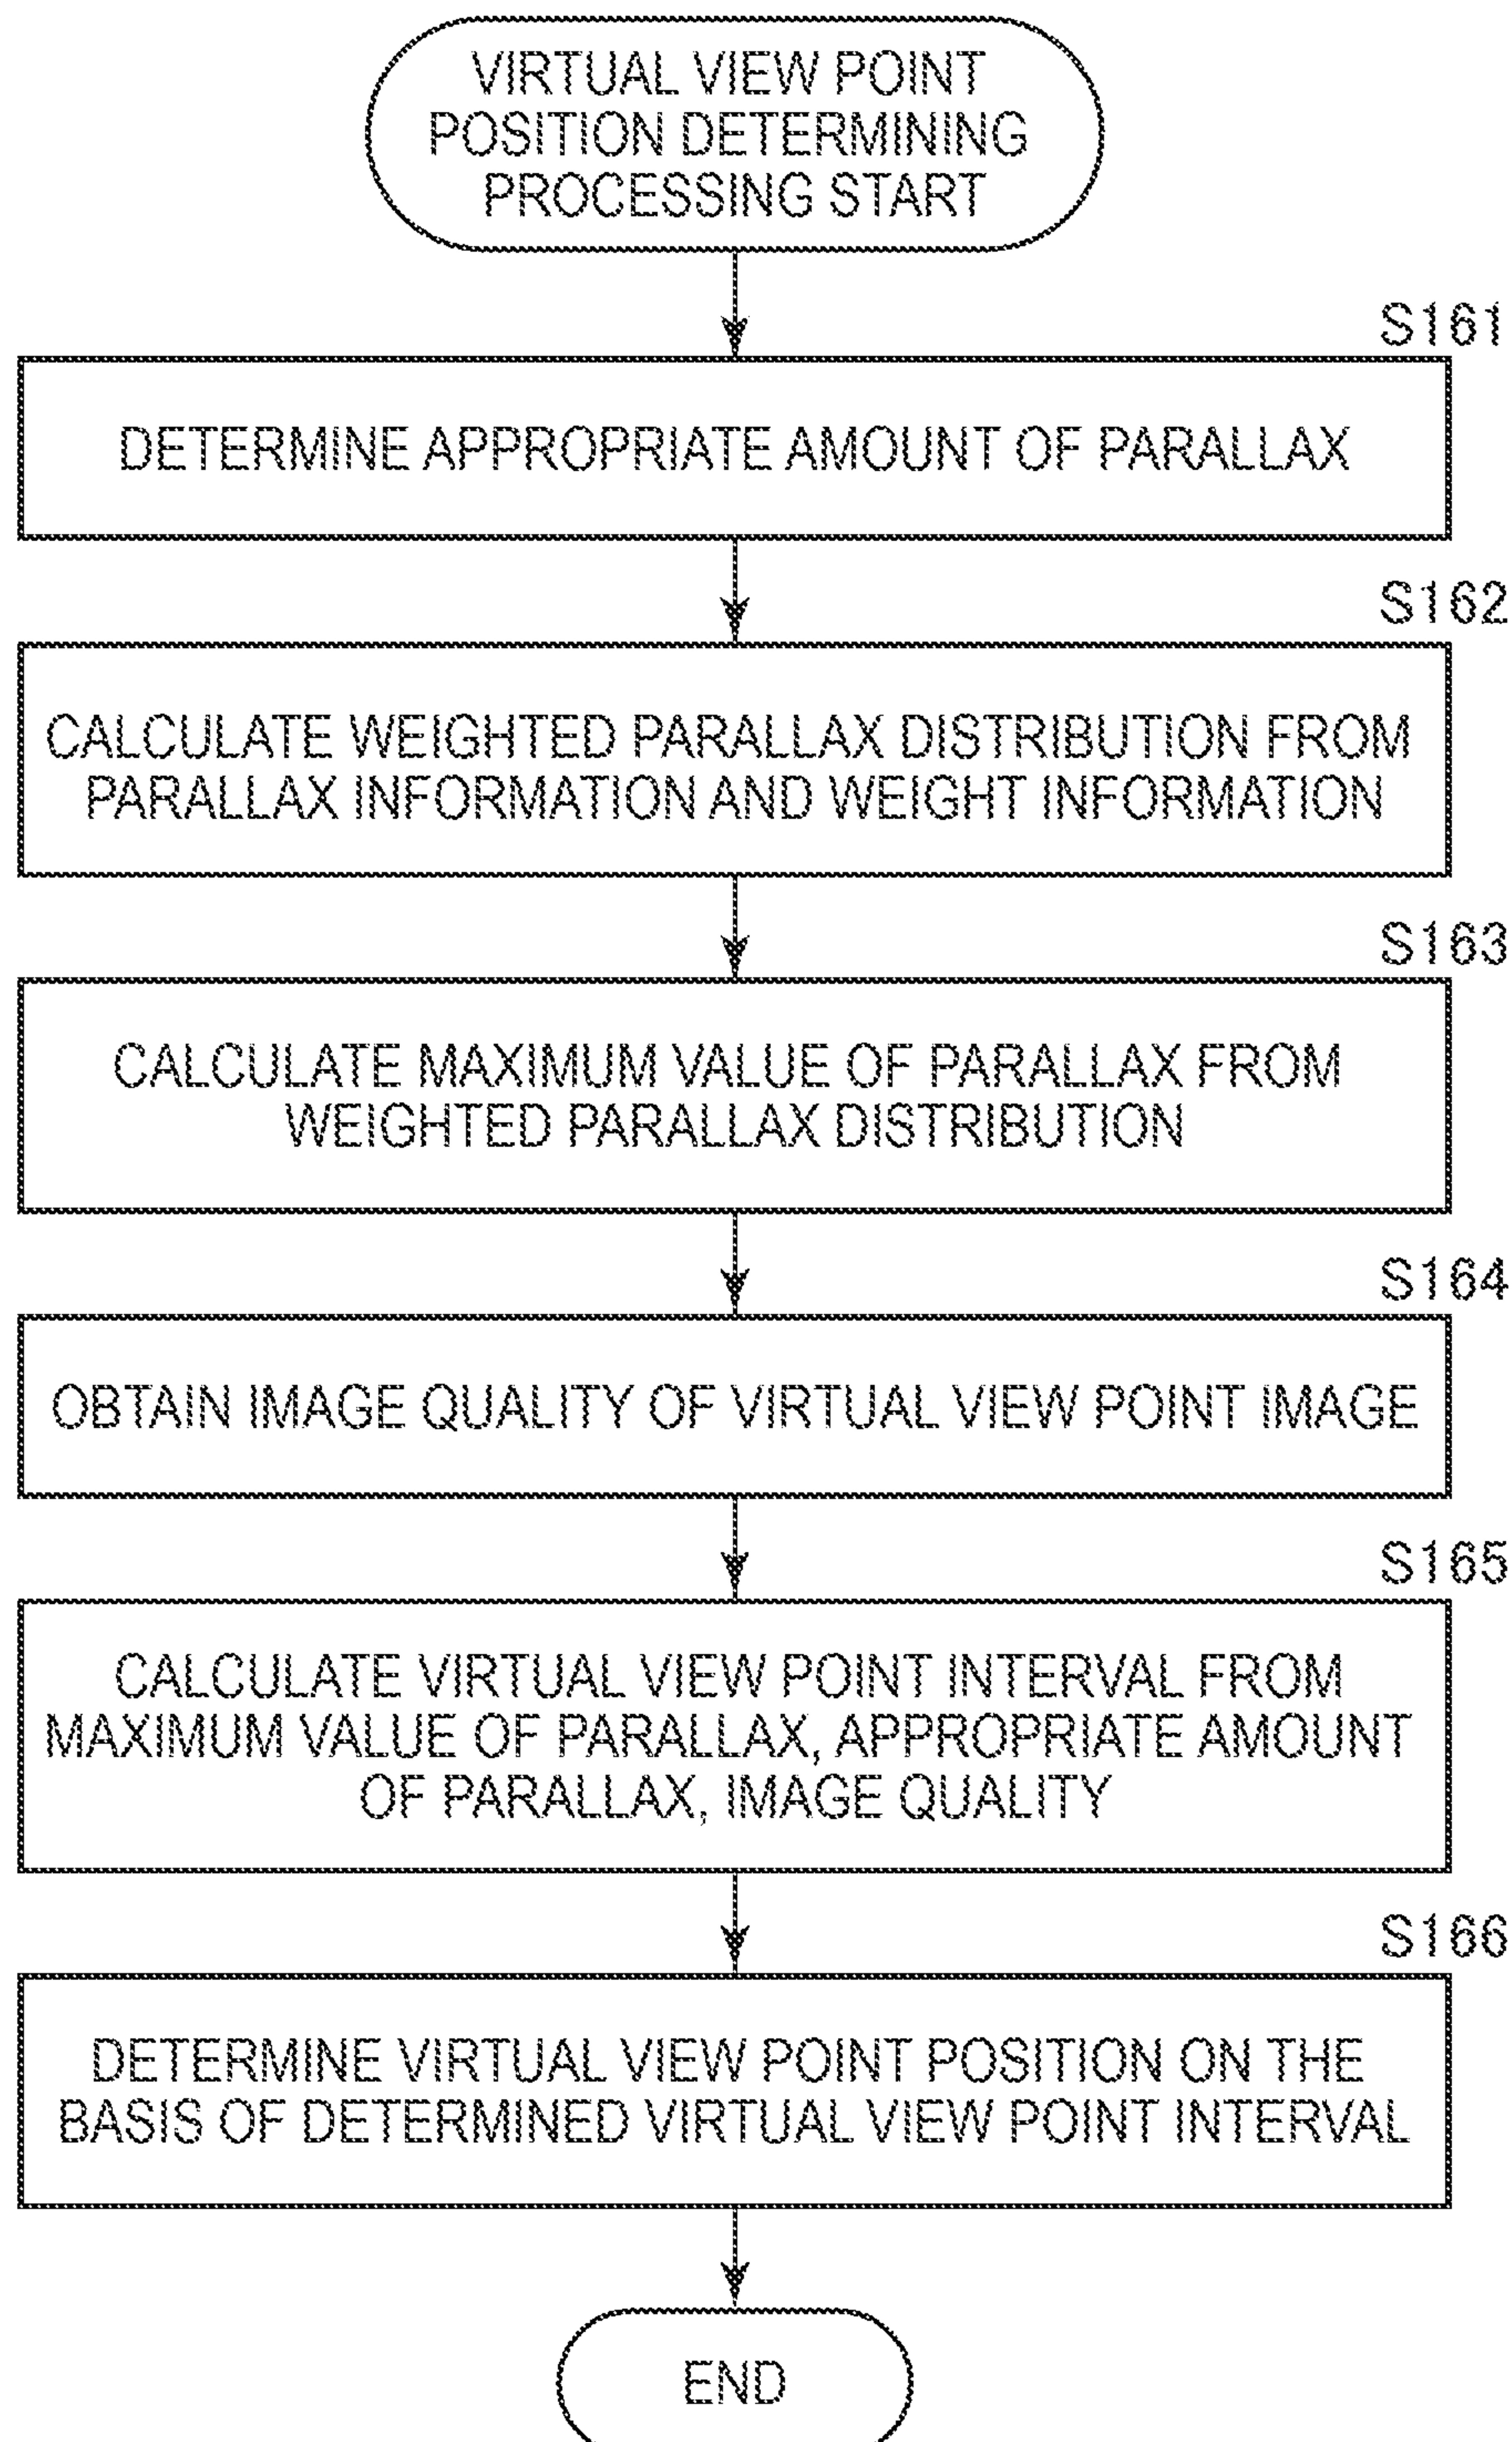 VIRTUAL VIEW POINT
POSITION DETERMINING
PROCESSING START
S161
DETERMINE APPROPRIATE AMOUNT OF PARALLAX
S162
CALCULATE WEIGHTED PARALLAX DISTRIBUTION FROM
PARALLAX INFORMATION AND WEIGHT INFORMATION
S163
CALCULATE MAXIMUM VALUE OF PARALLAX FROM
WEIGHTED PARALLAX DISTRIBUTION
S164
OBTAIN IMAGE QUALITY OF VIRTUAL VIEW POINT IMAGE
S165
CALCULATE VIRTUAL VIEW POINT INTERVAL FROM
MAXIMUM VALUE OF PARALLAX, APPROPRIATE AMOUNT
OF PARALLAX, IMAGE QUALITY
S166
DETERMINE VIRTUAL VIEW POINT POSITION ON THE
BASIS OF DETERMINED VIRTUAL VIEW POINT INTERVAL
END